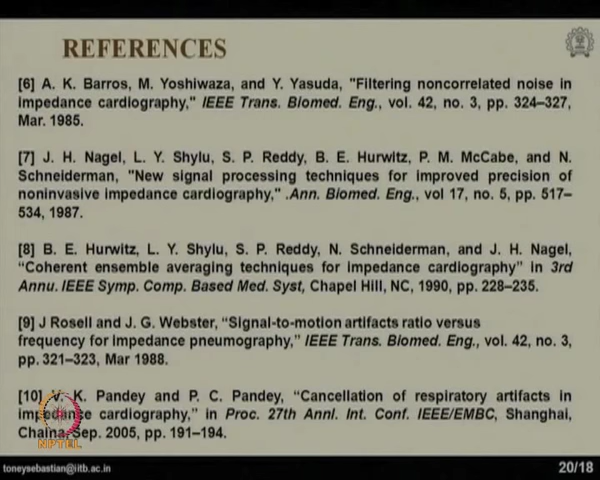 REFERENCES
[6] A. K. Barros, M. Yoshiwaza, and Y. Yasuda, "Filtering noncorrelated noise in
impedance cardiography," IEEE Trans. Biomed. Eng., vol. 42, no. 3, pp. 324–327,
Mar. 1985.
[7] J. H. Nagel, L. Y. Shylu, S. P. Reddy, B. E. Hurwitz, P. M. McCabe, and N.
Schneiderman, "New signal processing techniques for improved precision of
noninvasive impedance cardiography," .Ann. Biomed. Eng., vol 17, no. 5, pp. 517–
534, 1987.
[8] B. E. Hurwitz, L. Y. Shylu, S. P. Reddy, N. Schneiderman, and J. H. Nagel,
“Coherent ensemble averaging techniques for impedance cardiography” in 3rd
Annu. IEEE Symp. Comp. Based Med. Syst, Chapel Hill, NC, 1990, pp. 228–235.
[9] J Rosell and J. G. Webster, “Signal-to-motion artifacts ratio versus
frequency for impedance pneumography,” IEEE Trans. Biomed. Eng., vol. 42, no. 3,
pp. 321–323, Mar 1988.
[10] V. K. Pandey and P. C. Pandey, “Cancellation of respiratory artifacts in
impedance cardiography,” in Proc. 27th Annl. Int. Conf. IEEE/EMBC, Shanghai,
Chaina, Sep. 2005, pp. 191–194.
NPTEL
toneysebastian@iitb.ac.in
20/18